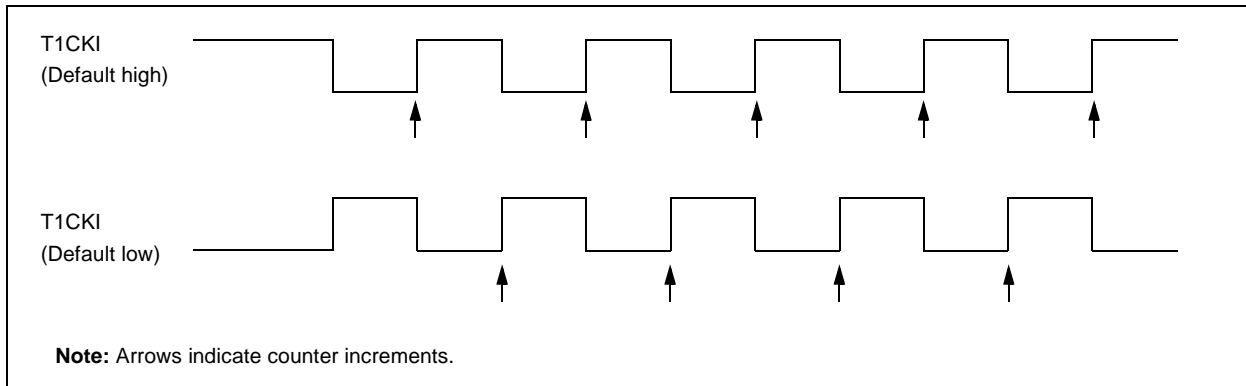 T1CKI
(Default high)
T1CKI
(Default low)
Note: Arrows indicate counter increments.